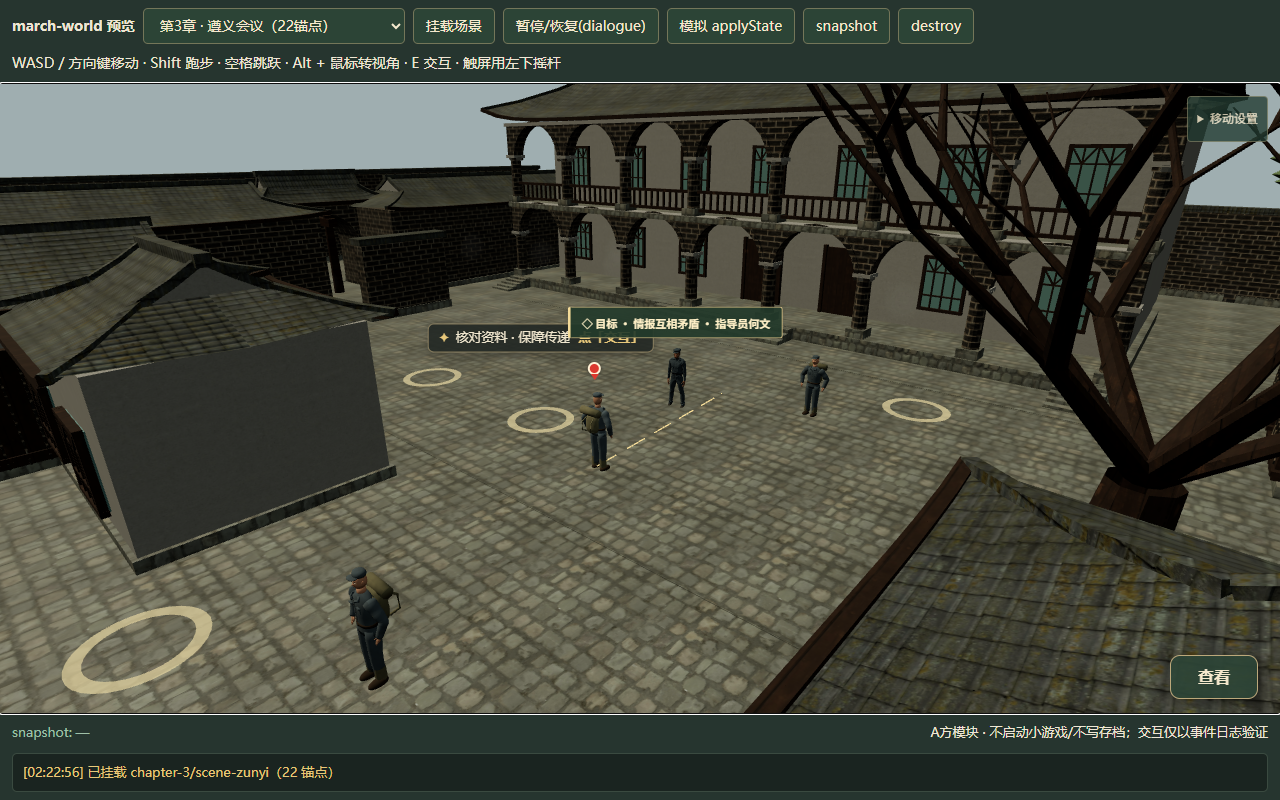 march-world 预览
第3章 · 遵义会议（22锚点）
挂载场景
暂停/恢复(dialogue)
模拟 applyState
snapshot
destroy
WASD / 方向键移动 · Shift 跑步 · 空格跳跃 · Alt + 鼠标转视角 · E 交互 · 触屏用左下摇杆
▶ 移动设置
◇ 目标 · 情报互相矛盾 · 指导员何文
✦ 核对资料 · 保障传递
查看
snapshot: —
A方模块 · 不启动小游戏/不写存档；交互仅以事件日志验证
[02:22:56] 已挂载 chapter-3/scene-zunyi（22 锚点）